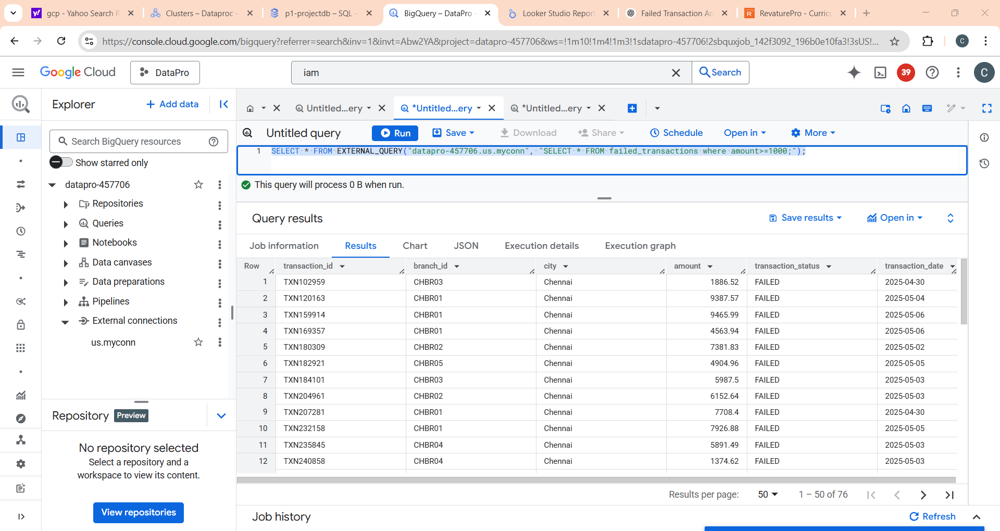 gcp - Yahoo Search R
Clusters – Dataproc –
p1-projectdb – SQL –
BigQuery – DataPro –
Looker Studio Report
Failed Transaction An
RevaturePro - Curricu
https://console.cloud.google.com/bigquery?referrer=search&inv=1&invt=Abw2YA&project=datapro-457706&ws=!1m10!1m4!1m3!1sdatapro-457706!2sbquxjob_142f3092_196b0e10fa3!3sUS!...
C
Google Cloud
DataPro
iam
Search
39
C
Explorer
+ Add data
Untitled...ery
*Untitled...ery
*Untitled...ery
Untitled query
Run
Save
Download
Share
Schedule
Open in
More
Search BigQuery resources
Show starred only
1 SELECT * FROM EXTERNAL_QUERY("datapro-457706.us.myconn", "SELECT * FROM failed_transactions where amount>=1000;");
This query will process 0 B when run.
datapro-457706
Repositories
Queries
Notebooks
Data canvases
Data preparations
Pipelines
External connections
us.myconn
Query results
Save results
Open in
Job information
Results
Chart
JSON
Execution details
Execution graph
Row transaction_id branch_id city amount transaction_status transaction_date
1 TXN102959 CHBR03 Chennai 1886.52 FAILED 2025-04-30
2 TXN120163 CHBR01 Chennai 9387.57 FAILED 2025-05-04
3 TXN159914 CHBR01 Chennai 9465.99 FAILED 2025-05-06
4 TXN169357 CHBR01 Chennai 4563.94 FAILED 2025-05-06
5 TXN180309 CHBR02 Chennai 7381.83 FAILED 2025-05-02
6 TXN182921 CHBR05 Chennai 4904.96 FAILED 2025-05-05
7 TXN184101 CHBR03 Chennai 5987.5 FAILED 2025-05-03
8 TXN204961 CHBR02 Chennai 6152.64 FAILED 2025-05-03
9 TXN207281 CHBR01 Chennai 7708.4 FAILED 2025-04-30
10 TXN232158 CHBR01 Chennai 7926.88 FAILED 2025-05-05
11 TXN235845 CHBR04 Chennai 5891.49 FAILED 2025-05-03
12 TXN240858 CHBR04 Chennai 1374.62 FAILED 2025-05-03
Results per page: 50 1 – 50 of 76
Repository Preview
No repository selected
Select a repository and a
workspace to view its content.
View repositories
Job history
Refresh